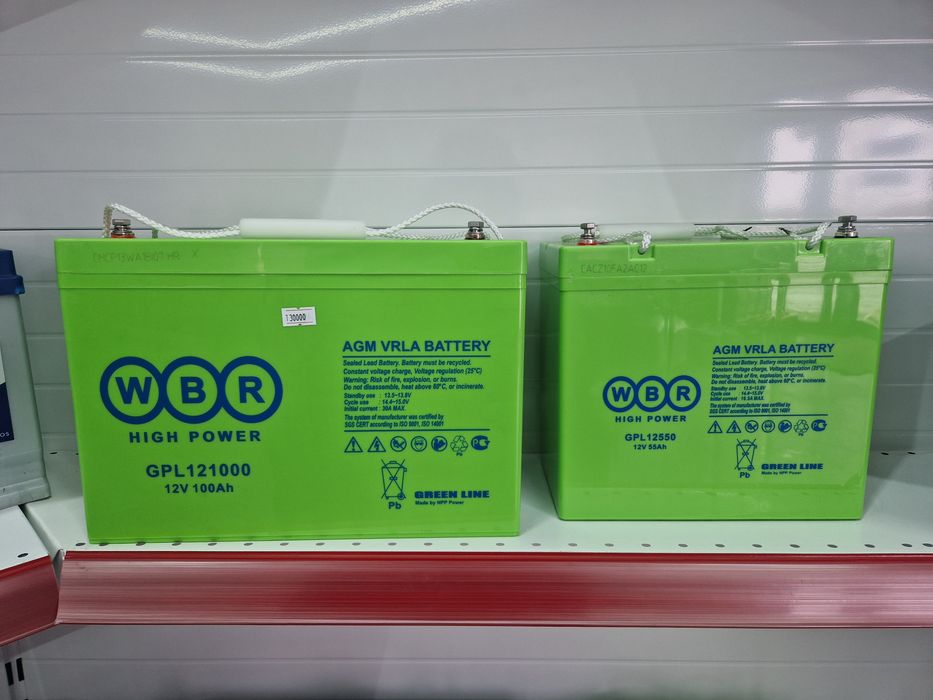 CMCP13WA18I07 HR X
130000
WBR
HIGH POWER
GPL121000
12V 100Ah
AGM VRLA BATTERY
Sealed Lead Battery. Battery must be recycled.
Constant voltage charge, Voltage regulation (25°C)
Warning: Risk of fire, explosion, or burns.
Do not disassemble, heat above 60°C, or incinerate.
Standby use : 13.5~13.8V
Cycle use : 14.4~15.0V
Initial current : 30A MAX.
The system of manufacturer was certified by
SGS CERT according to ISO 9001, ISO 14001
Pb
Pb
GREEN LINE
Made by NPP Power
CACZ10FA2AC12
WBR
HIGH POWER
GPL12550
12V 55Ah
AGM VRLA BATTERY
Sealed Lead Battery. Battery must be recycled.
Constant voltage charge, Voltage regulation (25°C)
Warning: Risk of fire, explosion, or burns.
Do not disassemble, heat above 60°C, or incinerate.
Standby use : 13.5~13.8V
Cycle use : 14.4~15.0V
Initial current : 16.5A MAX.
The system of manufacturer was certified by
SGS CERT according to ISO 9001, ISO 14001
Pb
Pb
GREEN LINE
Made by NPP Power